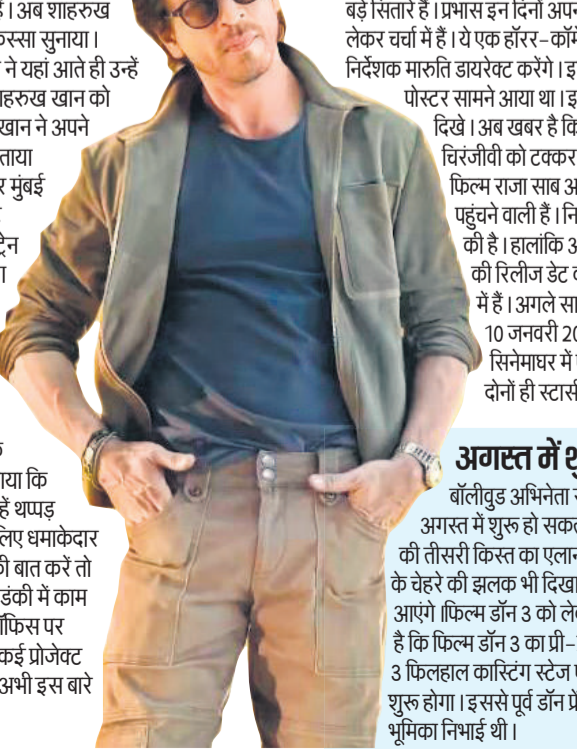 हैं । अब शाहरुख
कस्सा सुनाया ।
ने यहां आते ही उन्हें
ाहरुख खान को
खान ने अपने
ताया
र मुंबई
ट्रेन
ा
क
ाया कि
हें थप्पड़
लिए धमाकेदार
की बात करें तो
डंकी में काम
ॉफिस पर
कई प्रोजेक्ट
अभी इस बारे
बड़े सितारे हैं । प्रभास इन दिनों अपन
लेकर चर्चा में हैं । ये एक हॉरर-कॉमे
निर्देशक मारुति डायरेक्ट करेंगे । इ
पोस्टर सामने आया था । इ
दिखे । अब खबर है कि
चिरंजीवी को टक्कर
फिल्म राजा साब अ
पहुंचने वाली हैं । नि
की है । हालांकि अ
की रिलीज डेट व
में हैं । अगले सा
10 जनवरी 20
सिनेमाघर में
दोनों ही स्टार्स
अगस्त में शु
बॉलीवुड अभिनेता
अगस्त में शुरू हो सकत
की तीसरी किस्त का एलान
के चेहरे की झलक भी दिखा
आएंगे ।फिल्म डॉन 3 को लेव
है कि फिल्म डॉन 3 का प्री-
3 फिलहाल कास्टिंग स्टेज प
शुरू होगा । इससे पूर्व डॉन फ्रे
भूमिका निभाई थी ।